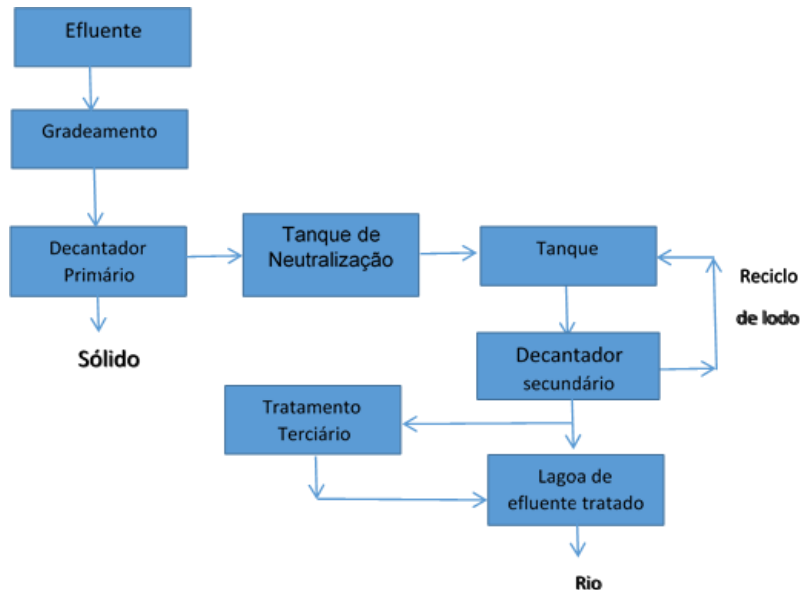 Efluente
Gradeamento
Decantador
Primário
Sólido
Tanque de
Neutralização
Tanque
Reciclo
de lodo
Decantador
secundário
Tratamento
Terciário
Lagoa de
efluente tratado
Rio